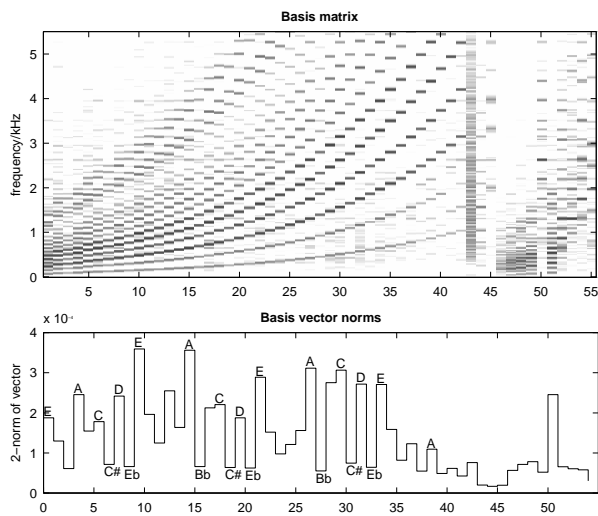 Basis matrix
5
4
3
2
1
0
frequency/kHz
5 10 15 20 25 30 35 40 45 50 55
x 10
Basis vector norms
4
3
2
1
0
2−norm of vector
E A C D E A C E A C D E A
C# Eb Bb C# Eb Bb C# Eb
D
0 5 10 15 20 25 30 35 40 45 50